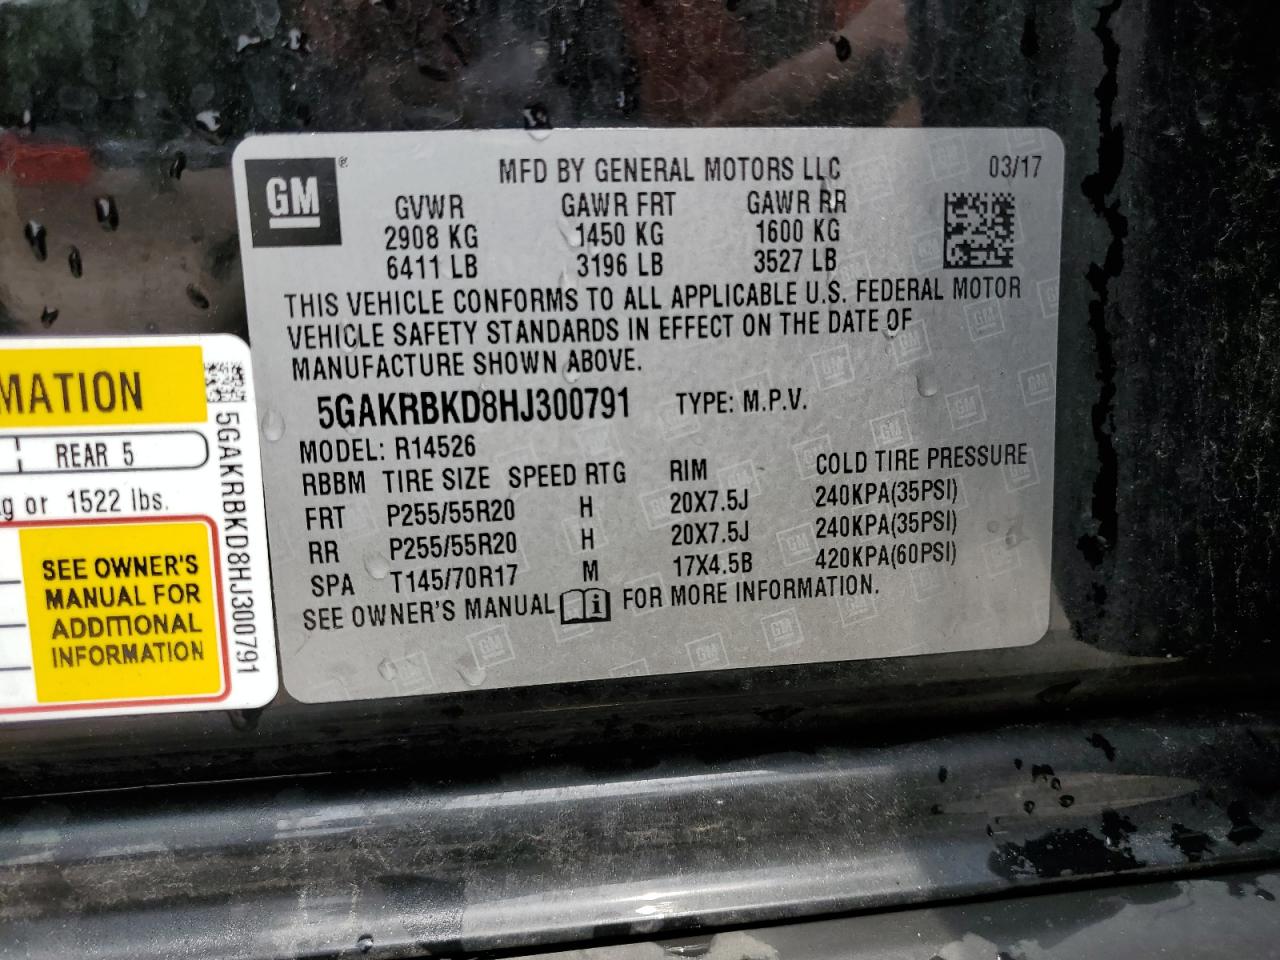 GM ®
MFD BY GENERAL MOTORS LLC 03/17
GVWR GAWR FRT GAWR RR
2908 KG 1450 KG 1600 KG
6411 LB 3196 LB 3527 LB
THIS VEHICLE CONFORMS TO ALL APPLICABLE U.S. FEDERAL MOTOR
VEHICLE SAFETY STANDARDS IN EFFECT ON THE DATE OF
MANUFACTURE SHOWN ABOVE.
5GAKRBKD8HJ300791 TYPE: M.P.V.
MODEL: R14526
RBBM TIRE SIZE SPEED RTG RIM COLD TIRE PRESSURE
FRT P255/55R20 H 20X7.5J 240KPA(35PSI)
RR P255/55R20 H 20X7.5J 240KPA(35PSI)
SPA T145/70R17 M 17X4.5B 420KPA(60PSI)
SEE OWNER'S MANUAL i FOR MORE INFORMATION.
MATION
REAR 5
g or 1522 lbs.
SEE OWNER'S
MANUAL FOR
ADDITIONAL
INFORMATION
5GAKRBKD8HJ300791